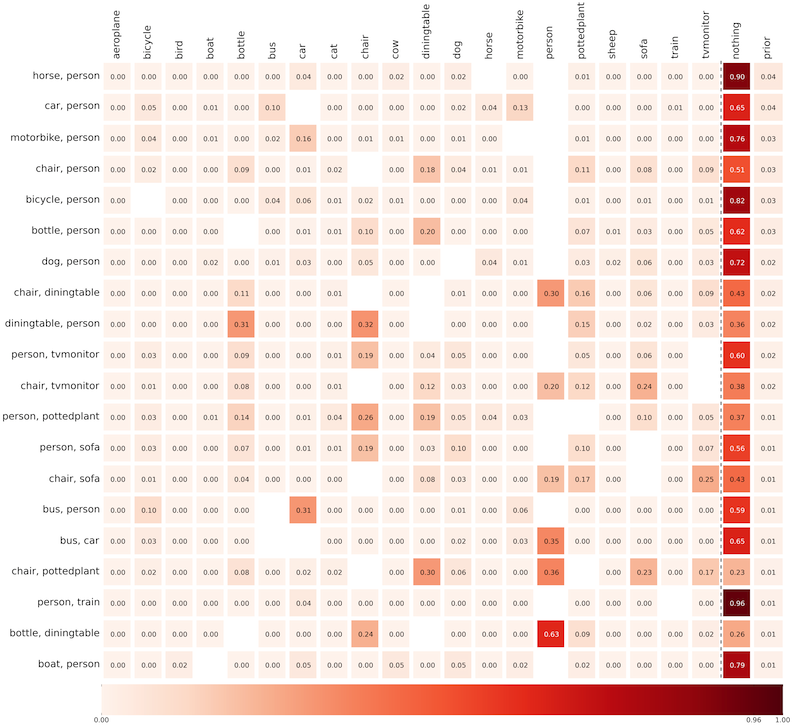 aeroplane bicycle bird boat bottle bus car cat chair cow diningtable dog horse motorbike person pottedplant sheep sofa train tvmonitor nothing prior
horse, person 0.00 0.00 0.00 0.00 0.00 0.00 0.04 0.00 0.00 0.02 0.00 0.02 0.00 0.01 0.00 0.00 0.00 0.00 0.90 0.04
car, person 0.00 0.05 0.00 0.01 0.00 0.10 0.00 0.00 0.00 0.00 0.02 0.04 0.13 0.00 0.00 0.00 0.01 0.00 0.65 0.04
motorbike, person 0.00 0.04 0.00 0.01 0.00 0.02 0.16 0.00 0.01 0.01 0.00 0.01 0.00 0.01 0.00 0.00 0.00 0.00 0.76 0.03
chair, person 0.00 0.02 0.00 0.00 0.09 0.00 0.01 0.02 0.00 0.18 0.04 0.01 0.01 0.11 0.00 0.08 0.00 0.09 0.51 0.03
bicycle, person 0.00 0.00 0.00 0.00 0.04 0.06 0.01 0.02 0.01 0.00 0.00 0.00 0.04 0.01 0.00 0.00 0.01 0.01 0.82 0.03
bottle, person 0.00 0.00 0.00 0.00 0.00 0.01 0.01 0.10 0.00 0.20 0.00 0.00 0.00 0.07 0.01 0.03 0.00 0.05 0.62 0.03
dog, person 0.00 0.00 0.00 0.02 0.00 0.01 0.03 0.00 0.05 0.01 0.00 0.04 0.01 0.03 0.02 0.06 0.00 0.03 0.72 0.02
chair, diningtable 0.00 0.00 0.00 0.00 0.11 0.00 0.00 0.01 0.00 0.01 0.00 0.00 0.30 0.16 0.00 0.06 0.00 0.09 0.43 0.02
diningtable, person 0.00 0.00 0.00 0.00 0.31 0.00 0.00 0.00 0.32 0.00 0.00 0.00 0.00 0.15 0.00 0.02 0.00 0.03 0.36 0.02
person, tvmonitor 0.00 0.03 0.00 0.00 0.09 0.00 0.00 0.01 0.19 0.00 0.04 0.05 0.00 0.00 0.05 0.00 0.06 0.00 0.60 0.02
chair, tvmonitor 0.00 0.01 0.00 0.00 0.08 0.00 0.00 0.01 0.00 0.12 0.03 0.00 0.00 0.20 0.12 0.00 0.24 0.00 0.38 0.02
person, pottedplant 0.00 0.03 0.00 0.01 0.14 0.00 0.01 0.04 0.26 0.00 0.19 0.05 0.04 0.03 0.00 0.10 0.00 0.05 0.37 0.01
person, sofa 0.00 0.03 0.00 0.00 0.07 0.00 0.01 0.01 0.19 0.00 0.03 0.10 0.00 0.00 0.10 0.00 0.00 0.07 0.56 0.01
chair, sofa 0.00 0.01 0.00 0.00 0.04 0.00 0.00 0.01 0.00 0.08 0.03 0.00 0.00 0.19 0.17 0.00 0.00 0.25 0.43 0.01
bus, person 0.00 0.10 0.00 0.00 0.00 0.31 0.00 0.00 0.00 0.00 0.01 0.00 0.06 0.00 0.00 0.00 0.00 0.00 0.59 0.01
bus, car 0.00 0.03 0.00 0.00 0.00 0.00 0.00 0.00 0.00 0.02 0.00 0.03 0.35 0.00 0.00 0.00 0.00 0.00 0.65 0.01
chair, pottedplant 0.00 0.02 0.00 0.00 0.08 0.00 0.02 0.02 0.00 0.30 0.06 0.00 0.00 0.36 0.00 0.23 0.00 0.17 0.23 0.01
person, train 0.00 0.00 0.00 0.00 0.00 0.00 0.04 0.00 0.00 0.00 0.00 0.00 0.00 0.00 0.00 0.00 0.00 0.00 0.96 0.01
bottle, diningtable 0.00 0.00 0.00 0.00 0.00 0.00 0.00 0.24 0.00 0.00 0.00 0.00 0.63 0.09 0.00 0.00 0.00 0.02 0.26 0.01
boat, person 0.00 0.00 0.02 0.00 0.00 0.05 0.00 0.00 0.05 0.00 0.05 0.00 0.02 0.02 0.00 0.00 0.00 0.00 0.79 0.01
0.00 0.96 1.00